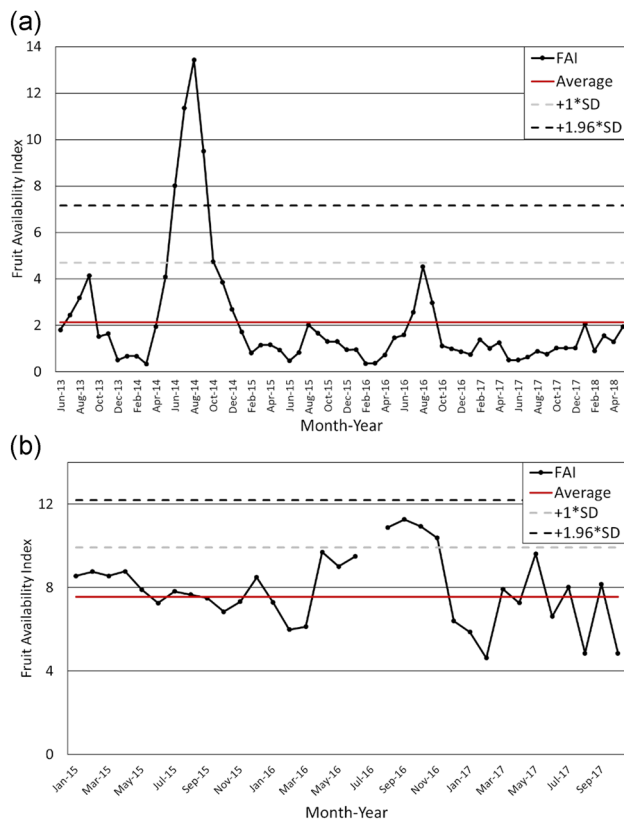 (a)
14
12
10
8
6
4
2
0
Fruit Availability Index
FAI
Average
+1*SD
+1.96*SD
Jun-13
Aug-13
Oct-13
Dec-13
Feb-14
Apr-14
Jun-14
Aug-14
Oct-14
Dec-14
Feb-15
Apr-15
Jun-15
Aug-15
Oct-15
Dec-15
Feb-16
Apr-16
Jun-16
Aug-16
Oct-16
Dec-16
Feb-17
Apr-17
Jun-17
Aug-17
Oct-17
Dec-17
Feb-18
Apr-18
Month-Year
(b)
12
8
4
0
Fruit Availability Index
FAI
Average
+1*SD
+1.96*SD
Jan-15
Mar-15
May-15
Jul-15
Sep-15
Nov-15
Jan-16
Mar-16
May-16
Jul-16
Sep-16
Nov-16
Jan-17
Mar-17
May-17
Jul-17
Sep-17
Month-Year